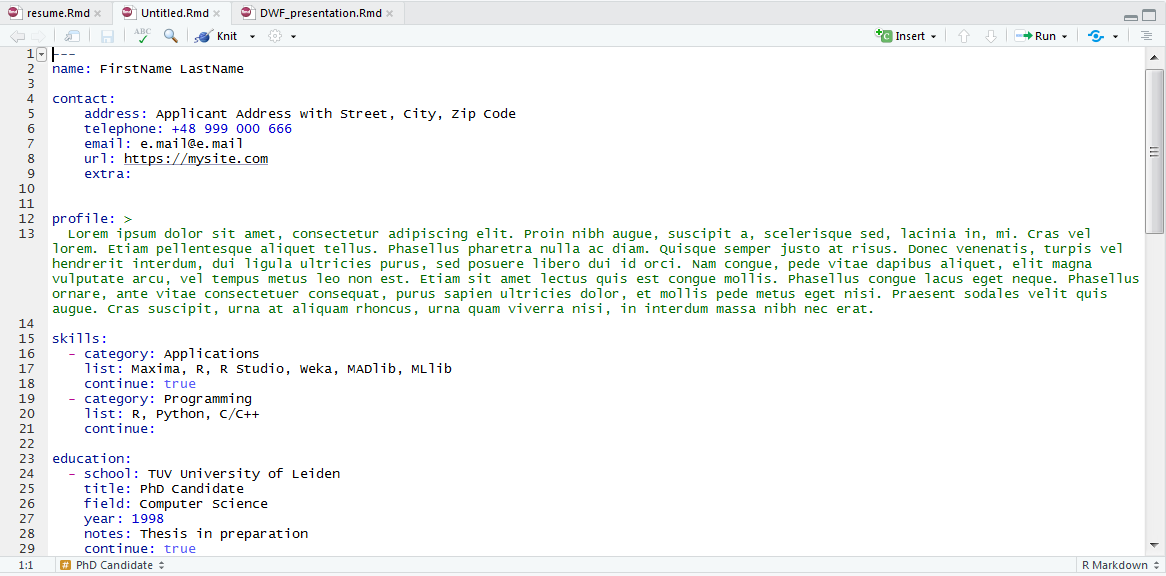 resume.Rmd Untitled.Rmd DWF_presentation.Rmd
ABC Knit Insert Run
1 ---
2 name: FirstName LastName
3
4 contact:
5 address: Applicant Address with Street, City, Zip Code
6 telephone: +48 999 000 666
7 email: e.mail@e.mail
8 url: https://mysite.com
9 extra:
10
11
12 profile: >
13 Lorem ipsum dolor sit amet, consectetur adipiscing elit. Proin nibh augue, suscipit a, scelerisque sed, lacinia in, mi. Cras vel
lorem. Etiam pellentesque aliquet tellus. Phasellus pharetra nulla ac diam. Quisque semper justo at risus. Donec venenatis, turpis vel
hendrerit interdum, dui ligula ultricies purus, sed posuere libero dui id orci. Nam congue, pede vitae dapibus aliquet, elit magna
vulputate arcu, vel tempus metus leo non est. Etiam sit amet lectus quis est congue mollis. Phasellus congue lacus eget neque. Phasellus
ornare, ante vitae consectetuer consequat, purus sapien ultricies dolor, et mollis pede metus eget nisi. Praesent sodales velit quis
augue. Cras suscipit, urna at aliquam rhoncus, urna quam viverra nisi, in interdum massa nibh nec erat.
14
15 skills:
16 - category: Applications
17 list: Maxima, R, R Studio, Weka, MADlib, MLlib
18 continue: true
19 - category: Programming
20 list: R, Python, C/C++
21 continue:
22
23 education:
24 - school: TUV University of Leiden
25 title: PhD Candidate
26 field: Computer Science
27 year: 1998
28 notes: Thesis in preparation
29 continue: true
1:1 # PhD Candidate R Markdown